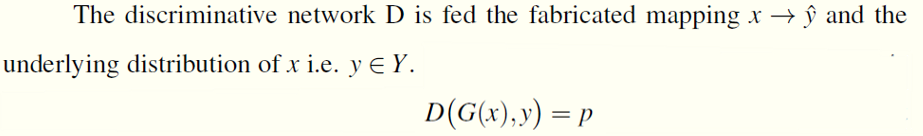 The discriminative network D is fed the fabricated mapping x → ŷ and the
underlying distribution of x i.e. y ∈ Y.
D(G(x),y) = p